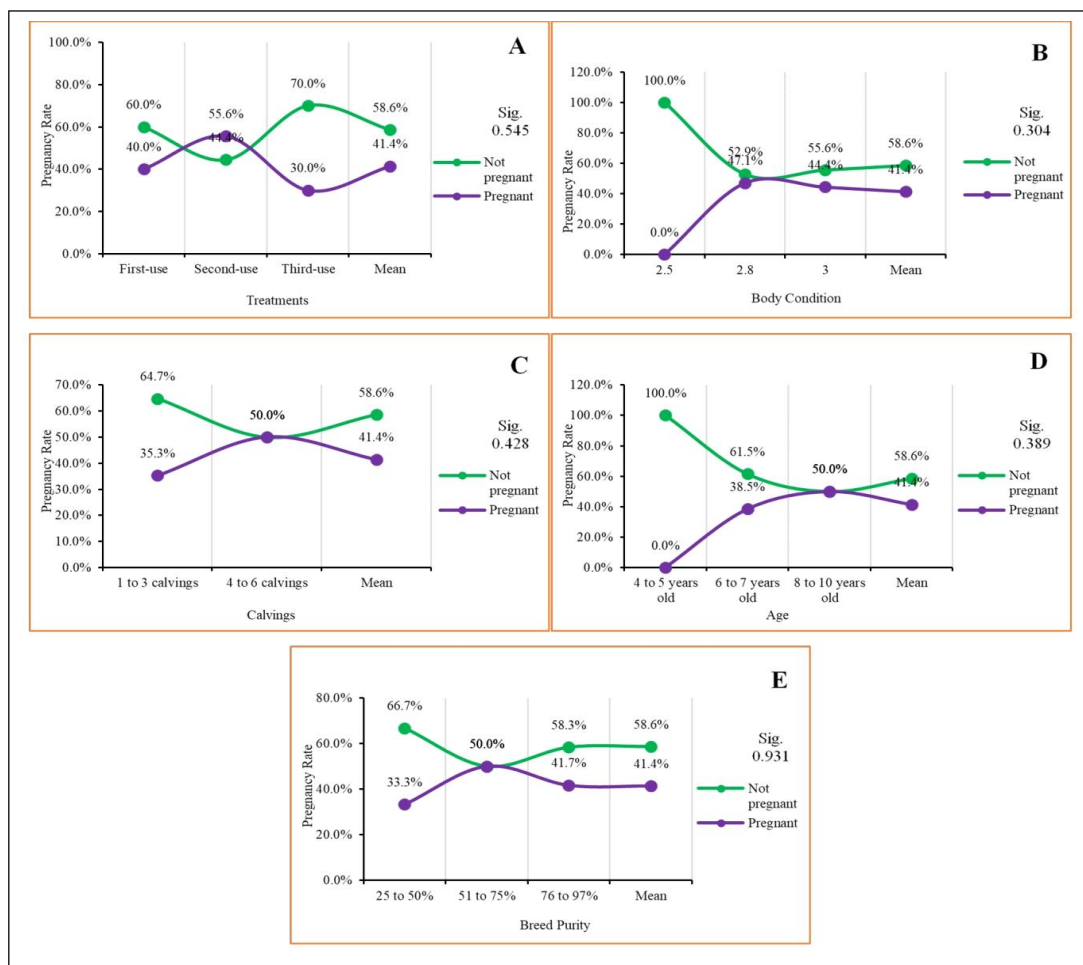 A
100.0%
80.0%
60.0%
40.0%
20.0%
0.0%
Pregnancy Rate
60.0%
40.0%
55.6%
44.4%
70.0%
30.0%
58.6%
41.4%
First-use Second-use Third-use Mean
Treatments
Sig.
0.545
Not
pregnant
Pregnant
B
120.0%
100.0%
80.0%
60.0%
40.0%
20.0%
0.0%
Pregnancy Rate
100.0%
0.0%
52.9%
47.1%
55.6%
44.4%
58.6%
41.4%
2.5 2.8 3 Mean
Body Condition
Sig.
0.304
Not
pregnant
Pregnant
C
70.0%
60.0%
50.0%
40.0%
30.0%
20.0%
10.0%
0.0%
Pregnancy Rate
64.7%
35.3%
50.0%
58.6%
41.4%
1 to 3 calvings 4 to 6 calvings Mean
Calvings
Sig.
0.428
Not
pregnant
Pregnant
D
120.0%
100.0%
80.0%
60.0%
40.0%
20.0%
0.0%
Pregnancy Rate
100.0%
0.0%
61.5%
38.5%
50.0%
58.6%
41.4%
4 to 5 years 6 to 7 years 8 to 10 years Mean
old old old
Age
Sig.
0.389
Not
pregnant
Pregnant
E
80.0%
60.0%
40.0%
20.0%
0.0%
Pregnancy Rate
66.7%
33.3%
50.0%
58.3%
41.7%
58.6%
41.4%
25 to 50% 51 to 75% 76 to 97% Mean
Breed Purity
Sig.
0.931
Not
pregnant
Pregnant